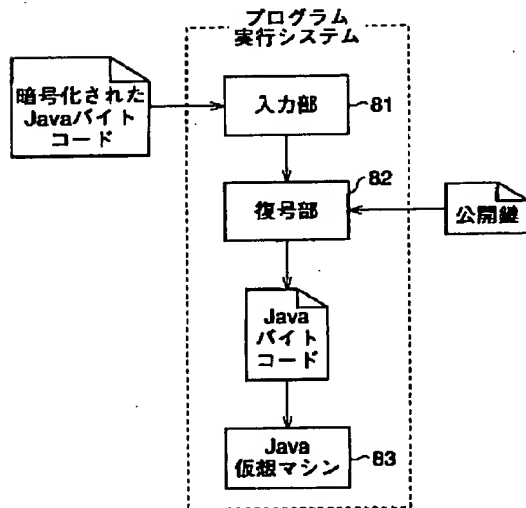 プログラム
実行システム
暗号化された
Javaバイト
コード
入力部
81
復号部
82
公開鍵
Java
バイト
コード
Java
仮想マシン
83